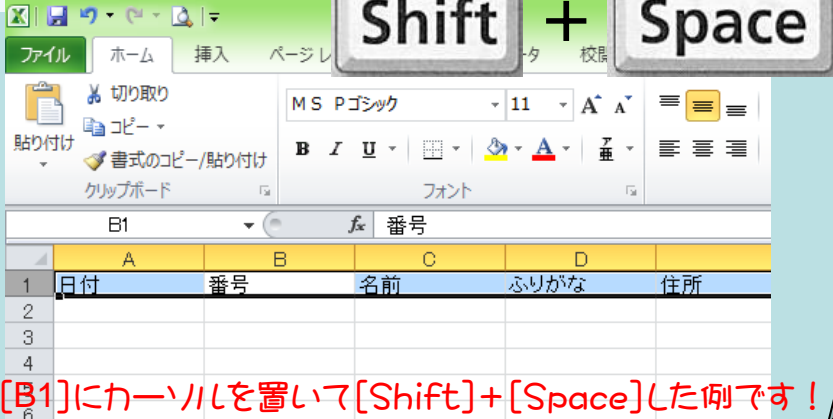 Shift + Space
ファイル ホーム 挿入 ページ レ タ 校閲
切り取り
コピー
貼り付け
書式のコピー/貼り付け
クリップボード
ＭＳ Ｐゴシック 11 A A
B I U A ア亜
フォント
B1 fx 番号
A B C D
1 日付 番号 名前 ふりがな 住所
2
3
4
[B1]にカーソルを置いて[Shift]+[Space]した例です！
6